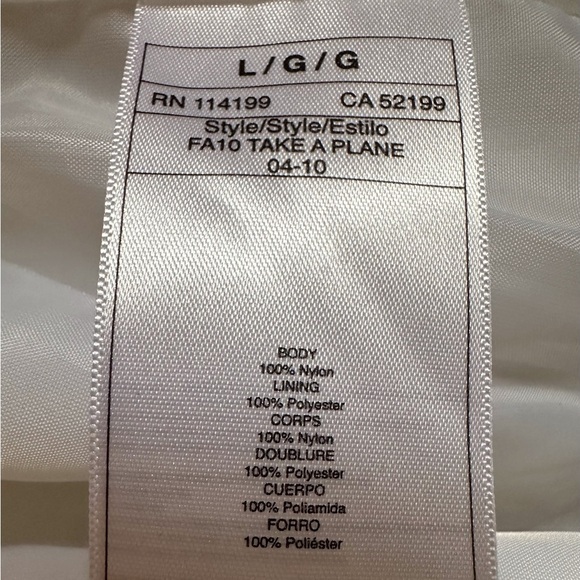 L/G/G
RN 114199 CA 52199
Style/Style/Estilo
FA10 TAKE A PLANE
04-10
BODY
100% Nylon
LINING
100% Polyester
CORPS
100% Nylon
DOUBLURE
100% Polyester
CUERPO
100% Poliamida
FORRO
100% Poliéster